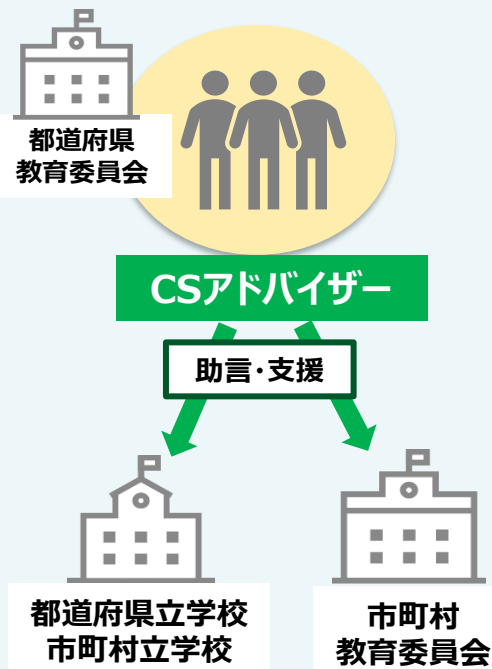 都道府県
教育委員会
CSアドバイザー
助言・支援
都道府県立学校
市町村立学校
市町村
教育委員会